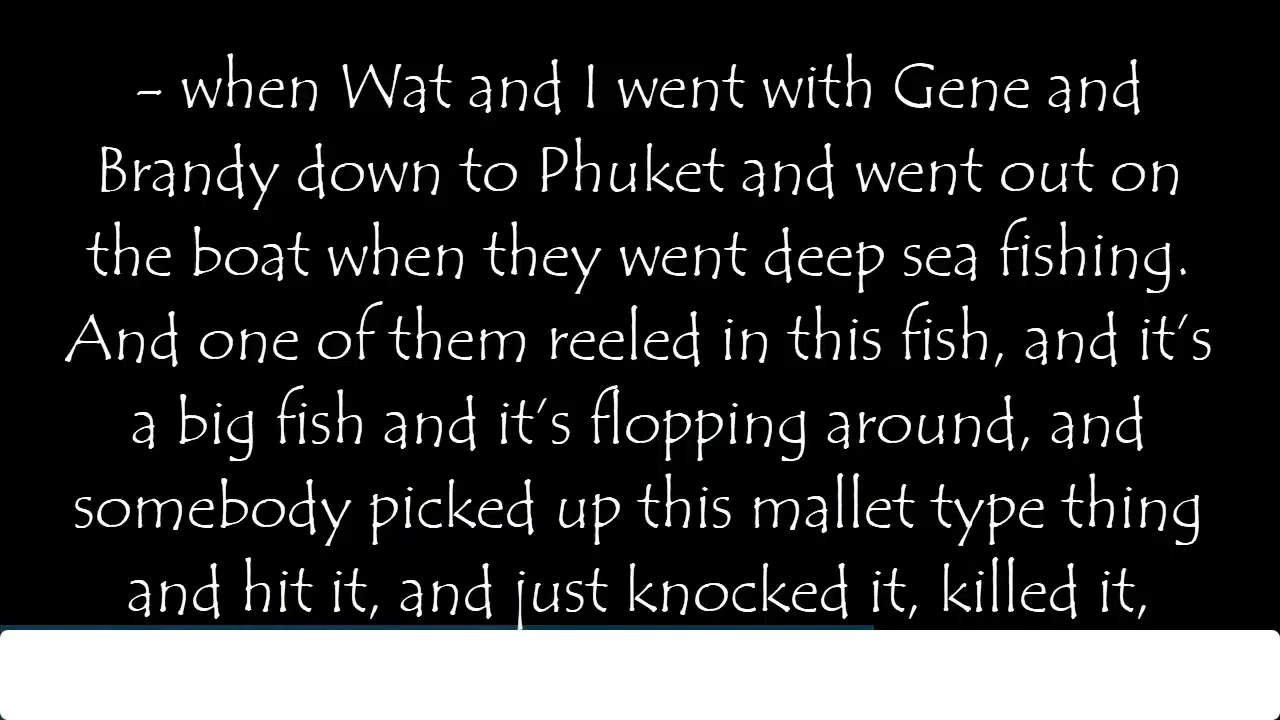 - when Wat and I went with Gene and
Brandy down to Phuket and went out on
the boat when they went deep sea fishing.
And one of them reeled in this fish, and it’s
a big fish and it’s flopping around, and
somebody picked up this mallet type thing
and hit it, and just knocked it, killed it,